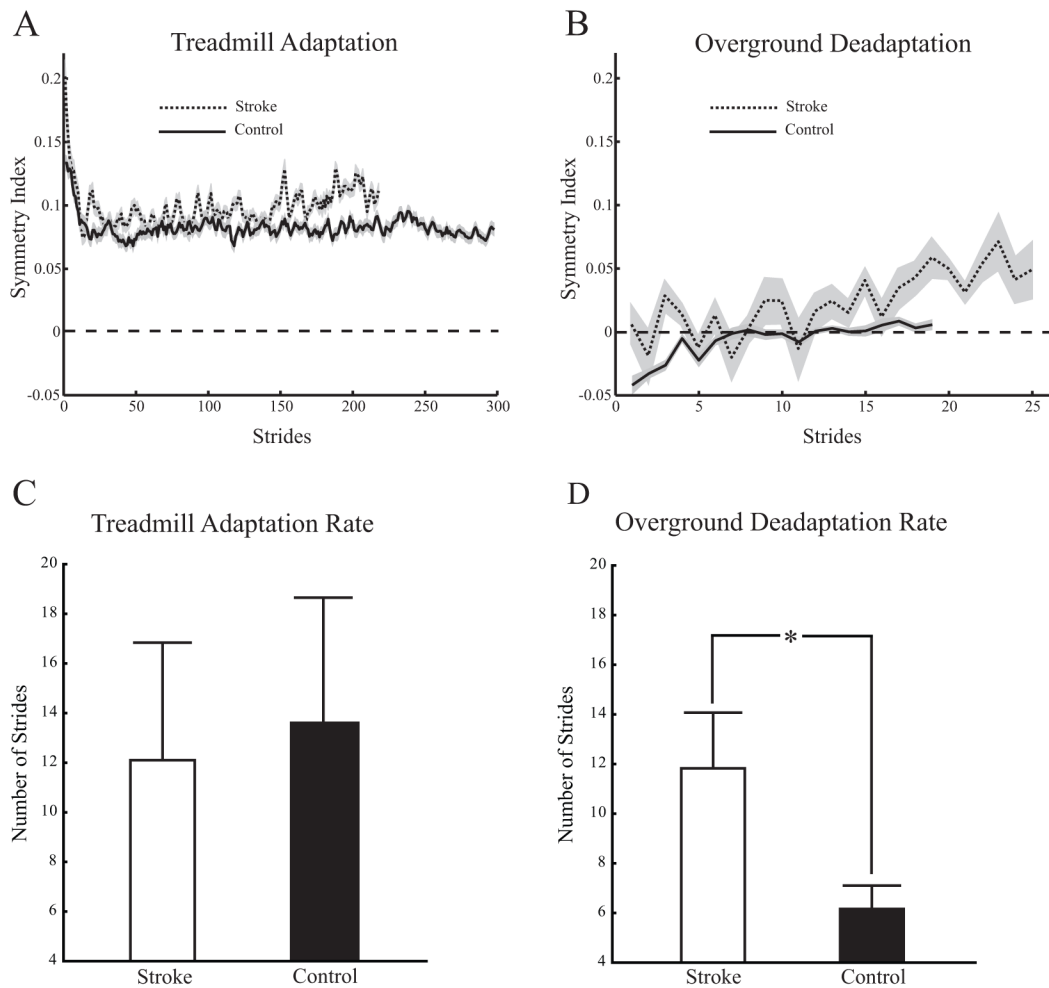 A
Treadmill Adaptation
0.2
0.15
0.1
0.05
0
-0.05
Symmetry Index
Stroke
Control
0 50 100 150 200 250 300
Strides
B
Overground Deadaptation
0.2
0.15
0.1
0.05
0
-0.05
Symmetry Index
Stroke
Control
0 5 10 15 20 25
Strides
C
Treadmill Adaptation Rate
20
18
16
14
12
10
8
6
4
Number of Strides
Stroke Control
D
Overground Deadaptation Rate
20
18
16
14
12
10
8
6
4
Number of Strides
*
Stroke Control